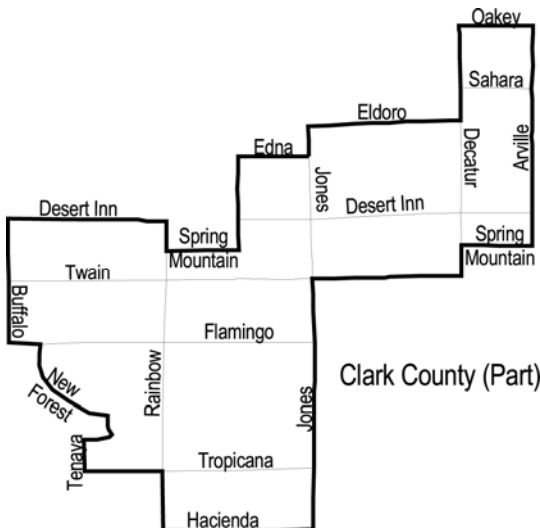 Oakey
Sahara
Eldoro
Edna
Decatur
Arville
Jones
Desert Inn
Desert Inn
Spring
Mountain
Spring
Mountain
Twain
Buffalo
Flamingo
Rainbow
New
Forest
Clark County (Part)
Jones
Tenaya
Tropicana
Hacienda